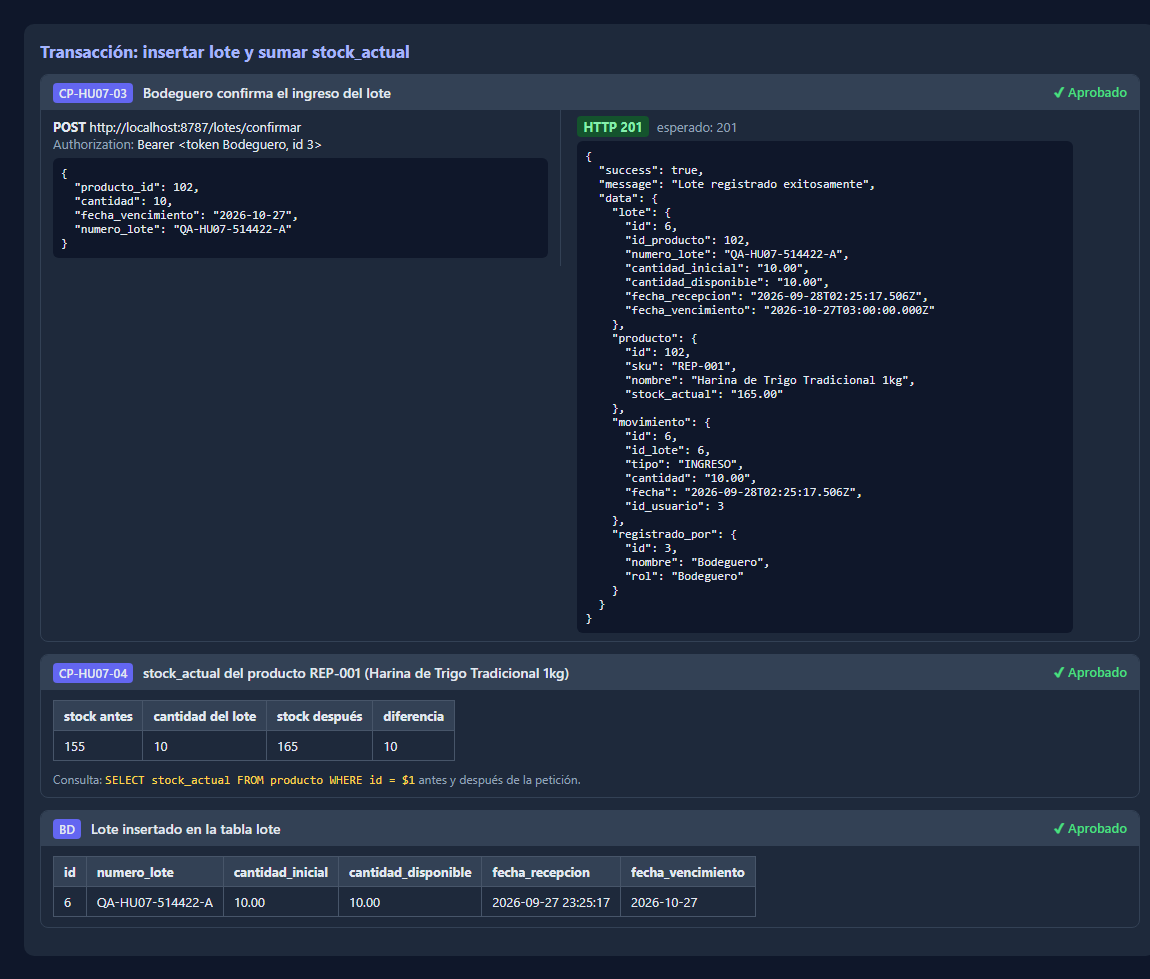 Transacción: insertar lote y sumar stock_actual
CP-HU07-03 Bodeguero confirma el ingreso del lote ✓ Aprobado
POST http://localhost:8787/lotes/confirmar
Authorization: Bearer <token Bodeguero, id 3>
{
"producto_id": 102,
"cantidad": 10,
"fecha_vencimiento": "2026-10-27",
"numero_lote": "QA-HU07-514422-A"
}
HTTP 201 esperado: 201
{
"success": true,
"message": "Lote registrado exitosamente",
"data": {
"lote": {
"id": 6,
"id_producto": 102,
"numero_lote": "QA-HU07-514422-A",
"cantidad_inicial": "10.00",
"cantidad_disponible": "10.00",
"fecha_recepcion": "2026-09-28T02:25:17.506Z",
"fecha_vencimiento": "2026-10-27T03:00:00.000Z"
},
"producto": {
"id": 102,
"sku": "REP-001",
"nombre": "Harina de Trigo Tradicional 1kg",
"stock_actual": "165.00"
},
"movimiento": {
"id": 6,
"id_lote": 6,
"tipo": "INGRESO",
"cantidad": "10.00",
"fecha": "2026-09-28T02:25:17.506Z",
"id_usuario": 3
},
"registrado_por": {
"id": 3,
"nombre": "Bodeguero",
"rol": "Bodeguero"
}
}
}
CP-HU07-04 stock_actual del producto REP-001 (Harina de Trigo Tradicional 1kg) ✓ Aprobado
stock antes cantidad del lote stock después diferencia
155 10 165 10
Consulta: SELECT stock_actual FROM producto WHERE id = $1 antes y después de la petición.
BD Lote insertado en la tabla lote ✓ Aprobado
id numero_lote cantidad_inicial cantidad_disponible fecha_recepcion fecha_vencimiento
6 QA-HU07-514422-A 10.00 10.00 2026-09-27 23:25:17 2026-10-27